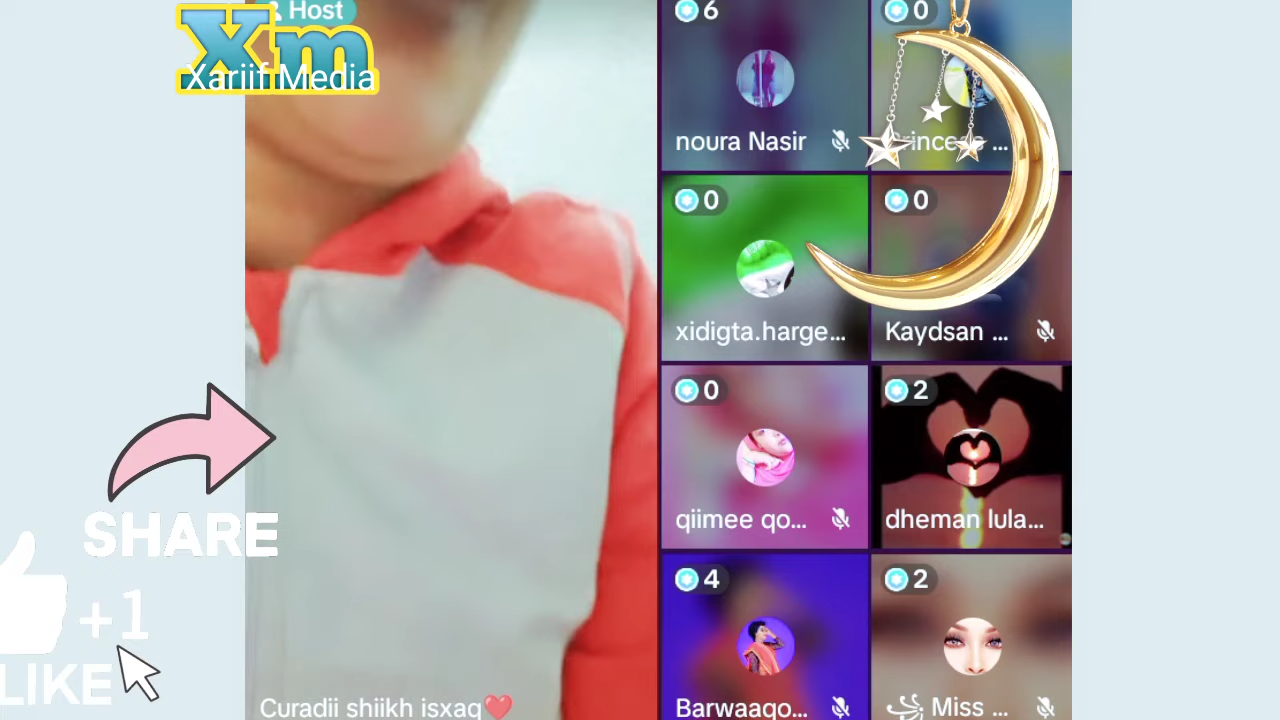 Host
Xm
Xariif Media
6
0
noura Nasir
Princess ...
0
0
xidigta.harge...
Kaydsan ...
0
2
qiimee qo...
dheman lula...
SHARE
+1
LIKE
4
2
Curadii shiikh isxaq❤️
Barwaaqo...
Miss ...